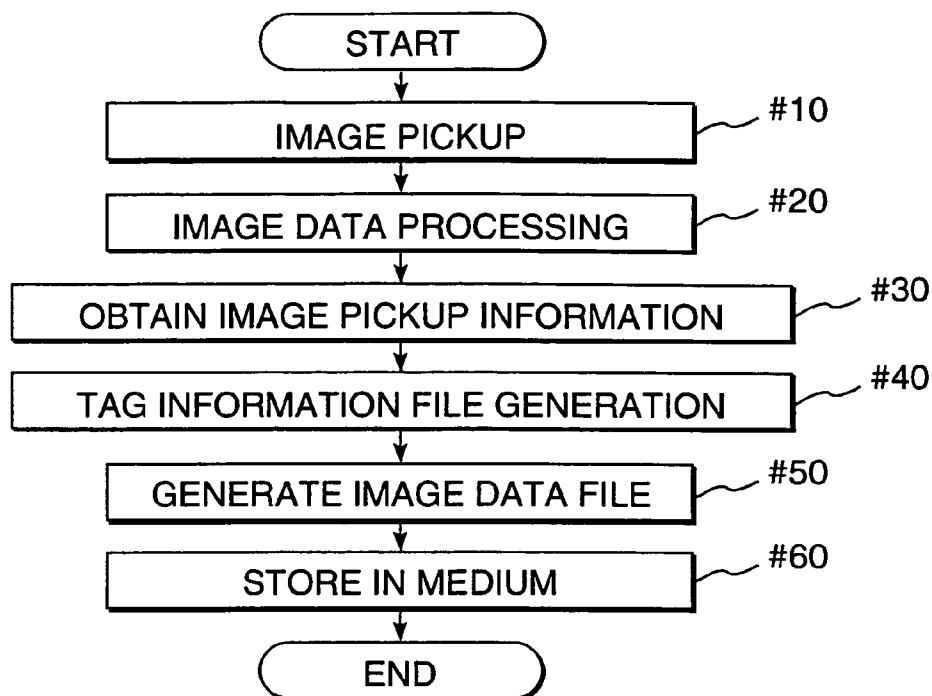 START
IMAGE PICKUP
#10
IMAGE DATA PROCESSING
#20
OBTAIN IMAGE PICKUP INFORMATION
#30
TAG INFORMATION FILE GENERATION
#40
GENERATE IMAGE DATA FILE
#50
STORE IN MEDIUM
#60
END